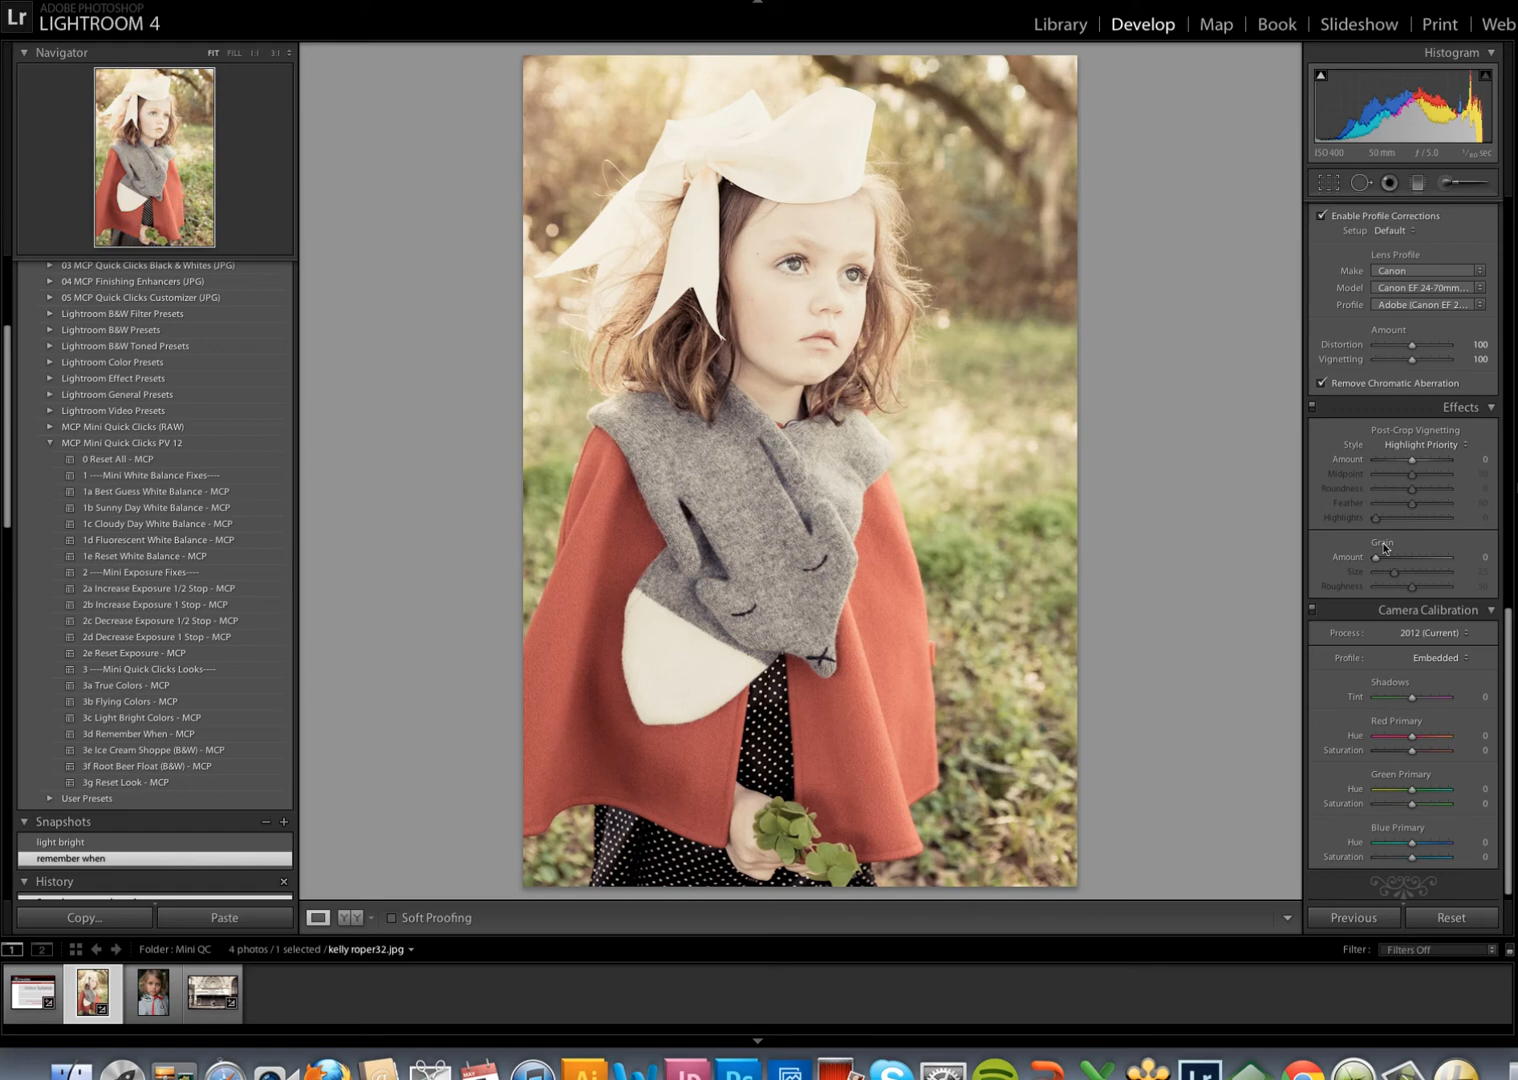 Lr
ADOBE PHOTOSHOP
LIGHTROOM 4
Library | Develop | Map | Book | Slideshow | Print | Web
Navigator
FIT FILL 1:1 3:1
03 MCP Quick Clicks Black & Whites (JPG)
04 MCP Finishing Enhancers (JPG)
05 MCP Quick Clicks Customizer (JPG)
Lightroom B&W Filter Presets
Lightroom B&W Presets
Lightroom B&W Toned Presets
Lightroom Color Presets
Lightroom Effect Presets
Lightroom General Presets
Lightroom Video Presets
MCP Mini Quick Clicks (RAW)
MCP Mini Quick Clicks PV 12
0 Reset All - MCP
1 ----Mini White Balance Fixes----
1a Best Guess White Balance - MCP
1b Sunny Day White Balance - MCP
1c Cloudy Day White Balance - MCP
1d Fluorescent White Balance - MCP
1e Reset White Balance - MCP
2 ----Mini Exposure Fixes----
2a Increase Exposure 1/2 Stop - MCP
2b Increase Exposure 1 Stop - MCP
2c Decrease Exposure 1/2 Stop - MCP
2d Decrease Exposure 1 Stop - MCP
2e Reset Exposure - MCP
3 ----Mini Quick Clicks Looks----
3a True Colors - MCP
3b Flying Colors - MCP
3c Light Bright Colors - MCP
3d Remember When - MCP
3e Ice Cream Shoppe (B&W) - MCP
3f Root Beer Float (B&W) - MCP
3g Reset Look - MCP
User Presets
Snapshots
light bright
remember when
History
Copy... Paste
Soft Proofing
Histogram
ISO 400 50 mm ƒ / 5.0 1/80 sec
Enable Profile Corrections
Setup Default
Lens Profile
Make Canon
Model Canon EF 24-70mm...
Profile Adobe (Canon EF 2...
Amount
Distortion 100
Vignetting 100
Remove Chromatic Aberration
Effects
Post-Crop Vignetting
Style Highlight Priority
Amount 0
Midpoint
Roundness
Feather
Highlights 0
Grain
Amount 0
Size 25
Roughness 50
Camera Calibration
Process: 2012 (Current)
Profile: Embedded
Shadows
Tint 0
Red Primary
Hue 0
Saturation 0
Green Primary
Hue 0
Saturation 0
Blue Primary
Hue 0
Saturation 0
Previous Reset
1 2 Folder : Mini QC 4 photos / 1 selected / kelly roper32.jpg
Filter : Filters Off
Ai Id Ps Lr